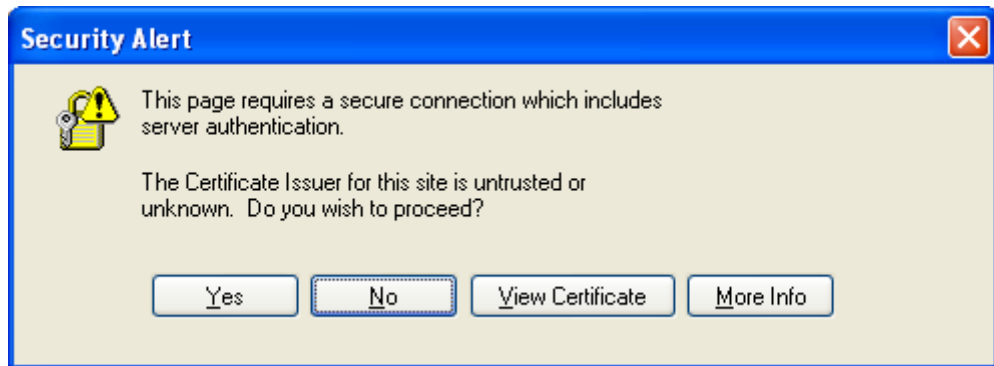 Security Alert
This page requires a secure connection which includes
server authentication.
The Certificate Issuer for this site is untrusted or
unknown.  Do you wish to proceed?
Yes No View Certificate More Info